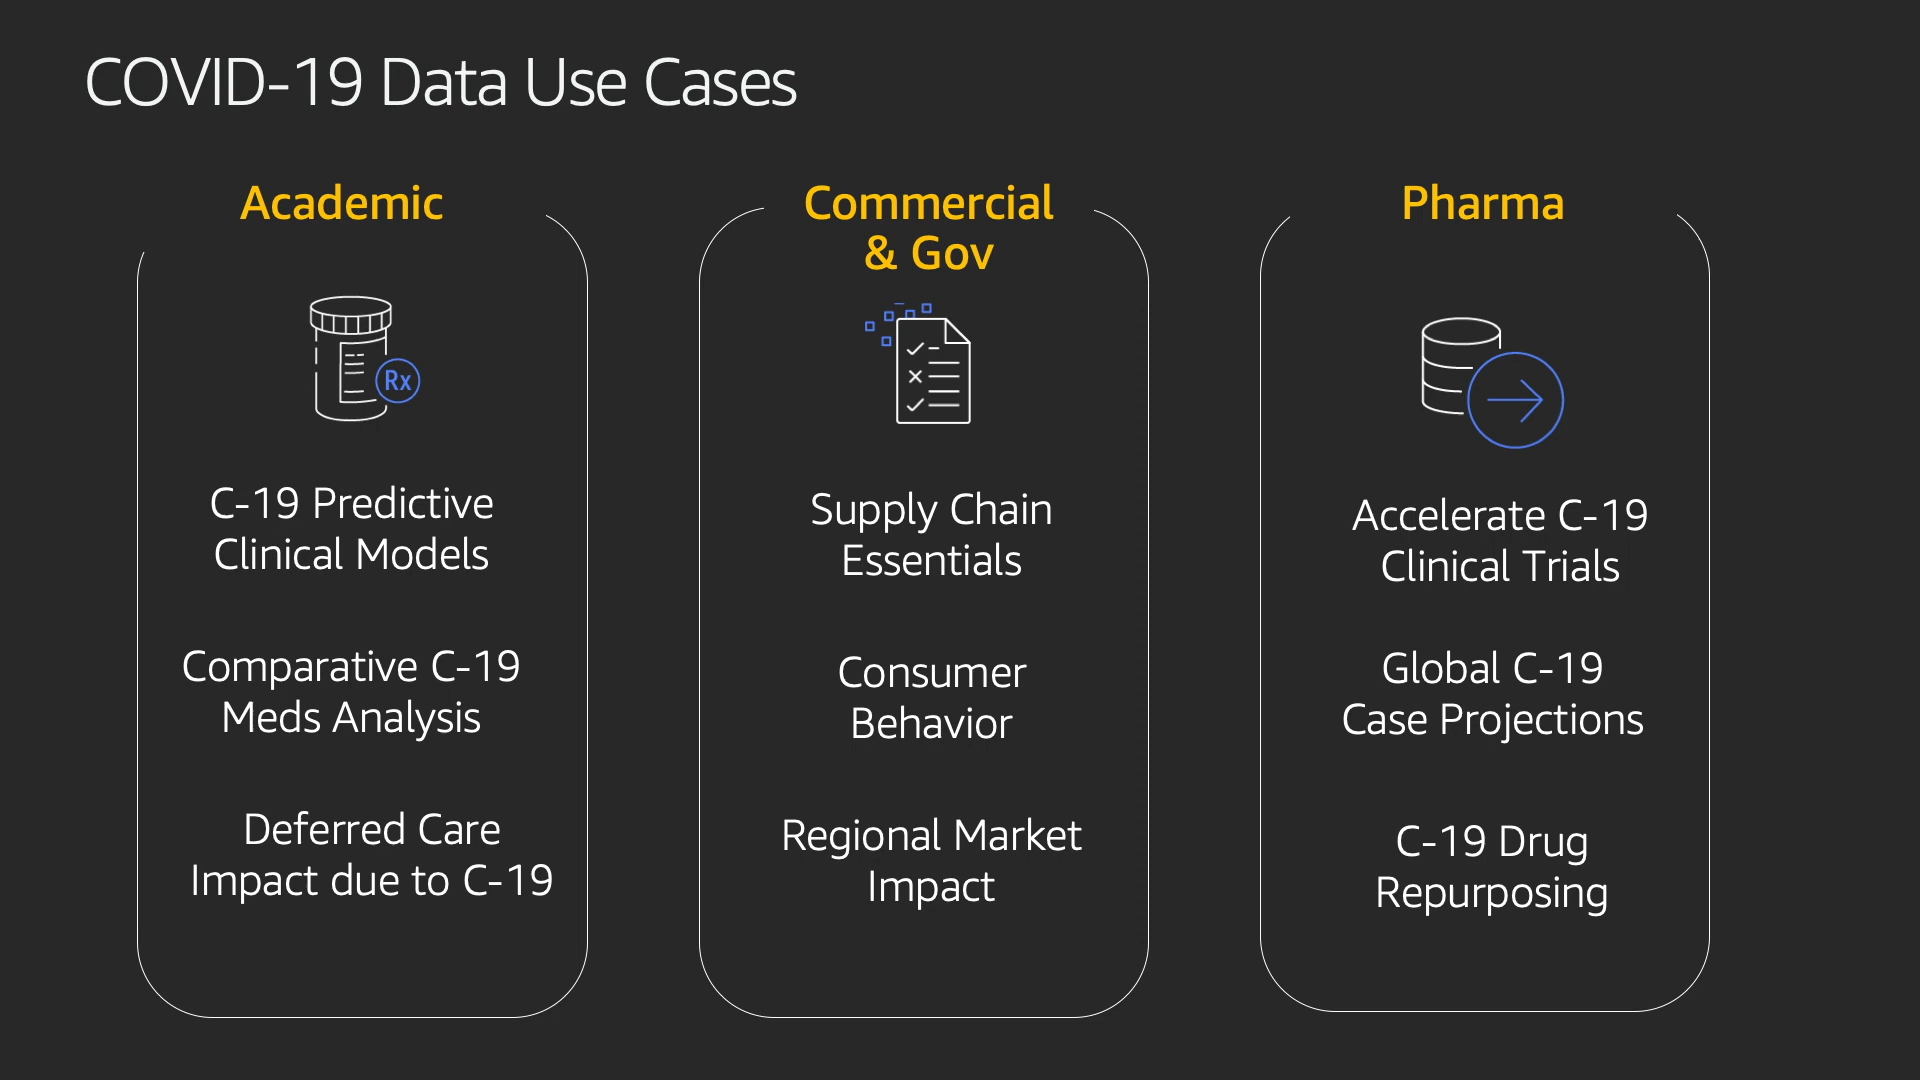 COVID-19 Data Use Cases
Academic
Rx
C-19 Predictive
Clinical Models
Comparative C-19
Meds Analysis
Deferred Care
Impact due to C-19
Commercial
& Gov
Supply Chain
Essentials
Consumer
Behavior
Regional Market
Impact
Pharma
Accelerate C-19
Clinical Trials
Global C-19
Case Projections
C-19 Drug
Repurposing